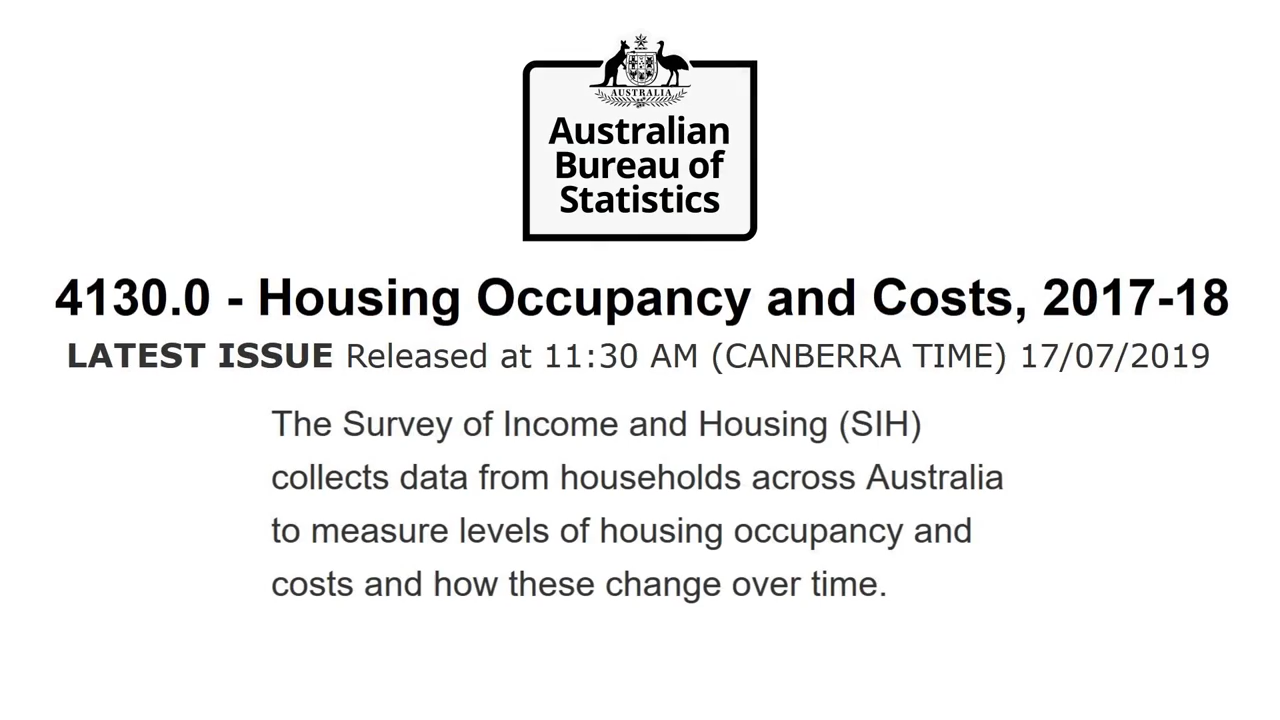 AUSTRALIA
Australian
Bureau of
Statistics
4130.0 - Housing Occupancy and Costs, 2017-18
LATEST ISSUE Released at 11:30 AM (CANBERRA TIME) 17/07/2019
The Survey of Income and Housing (SIH)
collects data from households across Australia
to measure levels of housing occupancy and
costs and how these change over time.